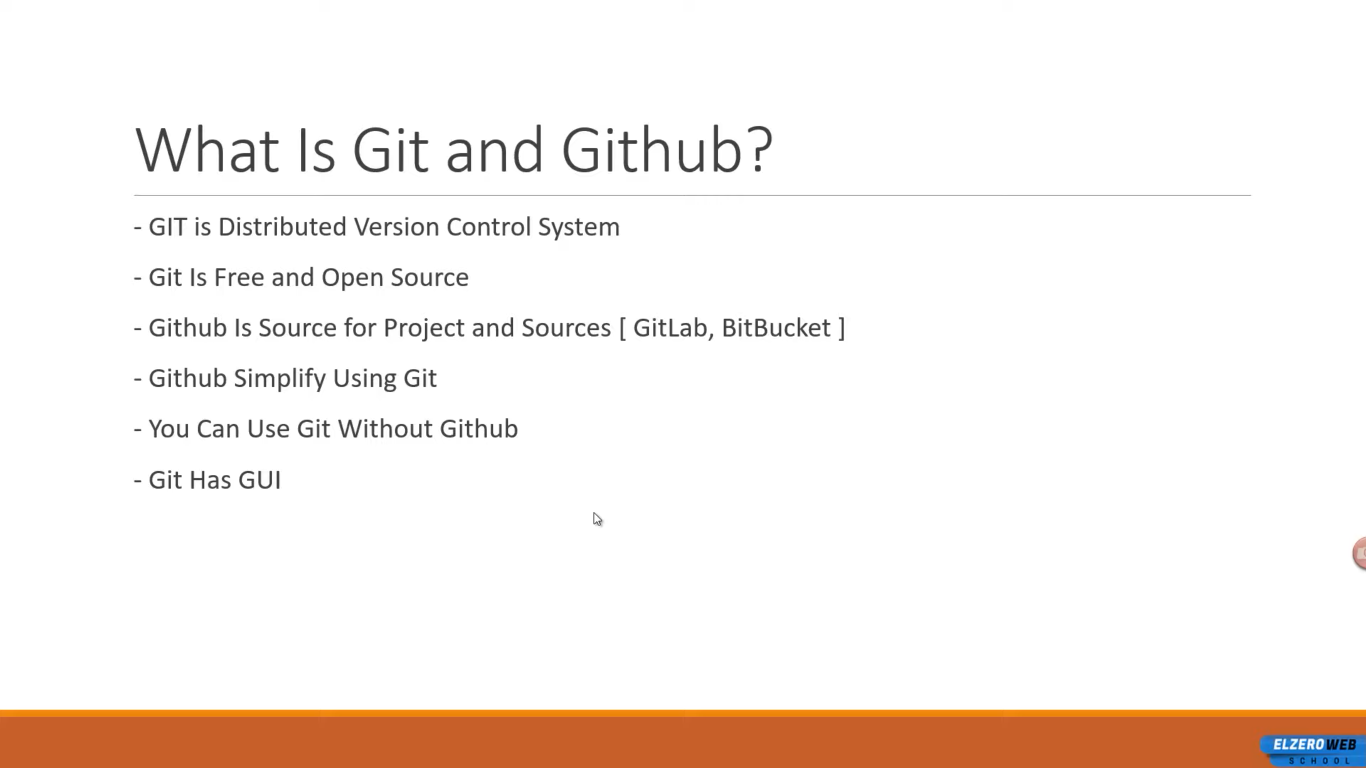 What Is Git and Github?
- GIT is Distributed Version Control System
- Git Is Free and Open Source
- Github Is Source for Project and Sources [ GitLab, BitBucket ]
- Github Simplify Using Git
- You Can Use Git Without Github
- Git Has GUI
ELZERO WEB
SCHOOL